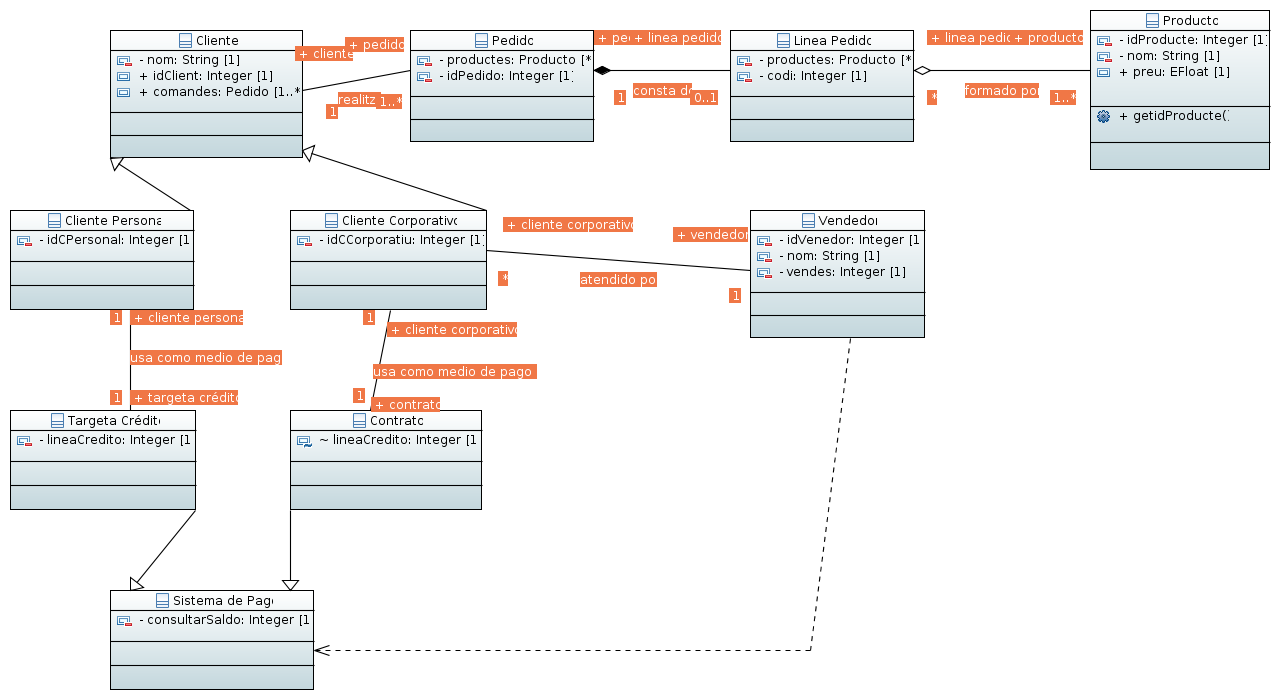 Cliente
- nom: String [1]
+ idClient: Integer [1]
+ comandes: Pedido [1..*
+ cliente
+ pedido
realitz
1..*
1
Pedido
- productes: Producto [*
- idPedido: Integer [1]
+ pe
+ linea pedido
1
consta de
0..1
Linea Pedido
- productes: Producto [*
- codi: Integer [1]
+ linea pedic
+ producto
*
formado por
1..*
Producto
- idProducte: Integer [1]
- nom: String [1]
+ preu: EFloat [1]
+ getidProducte()
Cliente Persona
- idCPersonal: Integer [1
Cliente Corporativo
- idCCorporatiu: Integer [1]
+ cliente corporativo
+ vendedor
*
atendido po
1
Vendedor
- idVenedor: Integer [1
- nom: String [1]
- vendes: Integer [1]
1
+ cliente persona
usa como medio de pag
1
+ targeta crédito
1
+ cliente corporativo
usa como medio de pago
1
+ contrato
Targeta Crédito
- lineaCredito: Integer [1
Contrato
~ lineaCredito: Integer [1
Sistema de Pago
- consultarSaldo: Integer [1